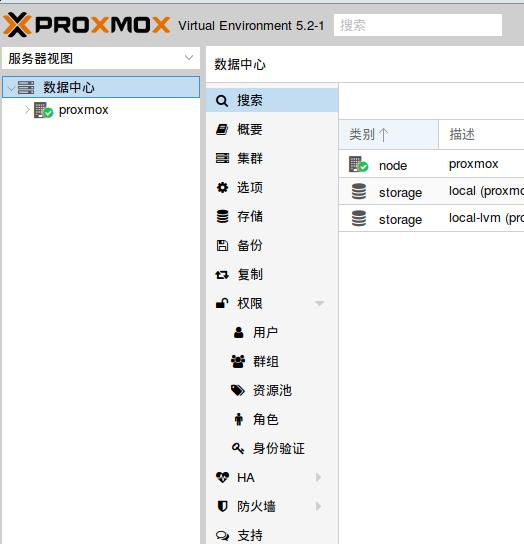 PROXMOX Virtual Environment 5.2-1 搜索
服务器视图
数据中心
proxmox
数据中心
搜索
概要
集群
选项
存储
备份
复制
权限
用户
群组
资源池
角色
身份验证
HA
防火墙
支持
类别 描述
node proxmox
storage local (proxmo
storage local-lvm (pro